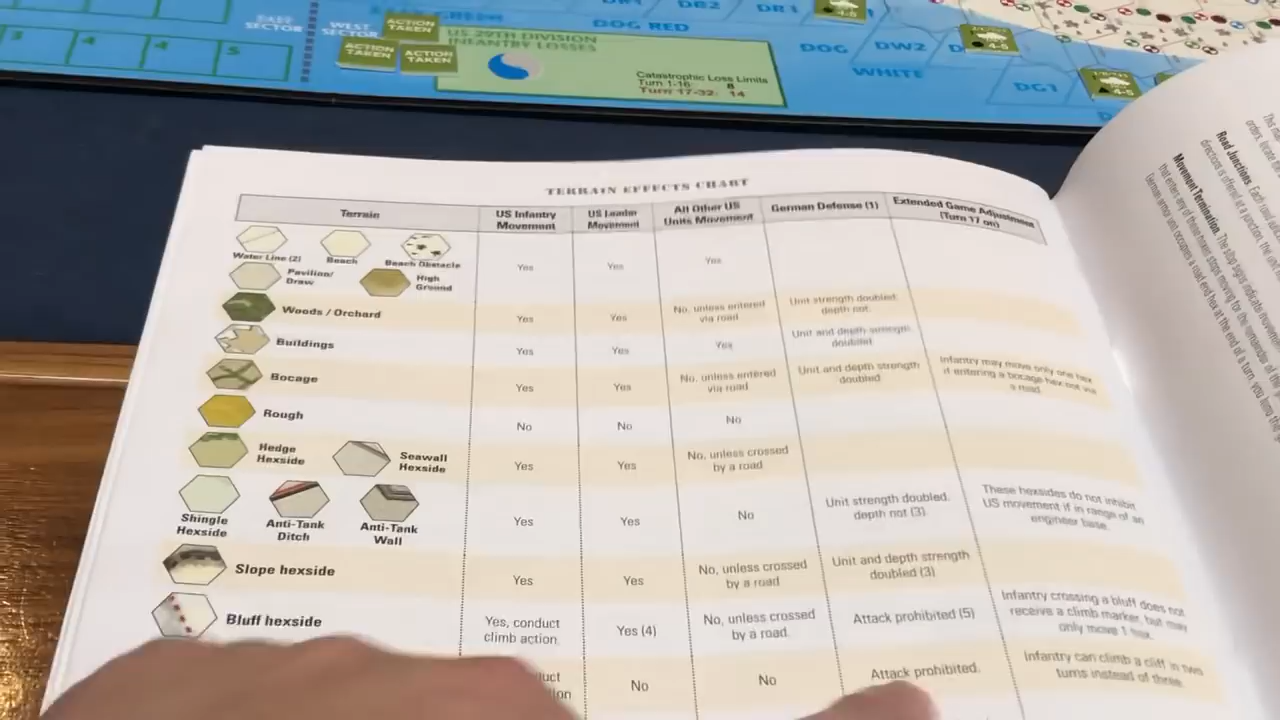 DB2
DR1
4-5
EAST
SECTOR
WEST
SECTOR
ACTION
TAKEN
ACTION
TAKEN
ACTION
TAKEN
3
4
4
5
US 29TH DIVISION
INFANTRY LOSSES
Catastrophic Loss Limits
Turn 1-16: 8
Turn 17-32: 14
DOG RED
DOG
WHITE
DW2
4-5
DG1
4-5
TERRAIN EFFECTS CHART
Terrain
US Infantry
Movement
US Leader
Movement
All Other US
Units Movement
German Defense (1)
Extended Game Adjustment
(Turn 17 on)
Water Line (2)
Beach
Beach Obstacle
Pavilion/
Draw
High
Ground
Yes
Yes
Yes
Woods / Orchard
Yes
Yes
No, unless entered
via road
Unit strength doubled,
depth not.
Buildings
Yes
Yes
Yes
Unit and depth strength
doubled
Bocage
Yes
Yes
No, unless entered
via road
Unit and depth strength
doubled
Infantry may move only one hex
if entering a bocage hex not via
a road.
Rough
No
No
No
Hedge
Hexside
Seawall
Hexside
Yes
Yes
No, unless crossed
by a road
Shingle
Hexside
Anti-Tank
Ditch
Anti-Tank
Wall
Yes
Yes
No
Unit strength doubled.
depth not (3).
These hexsides do not inhibit
US movement if in range of an
engineer base.
Slope hexside
Yes
Yes
No, unless crossed
by a road
Unit and depth strength
doubled (3)
Bluff hexside
Yes, conduct
climb action.
Yes (4)
No, unless crossed
by a road.
Attack prohibited (5)
Infantry crossing a bluff does not
receive a climb marker, but may
only move 1 hex.
No
No
Attack prohibited.
Infantry can climb a cliff in two
turns instead of three.
Road Junctions.
Movement Termination.